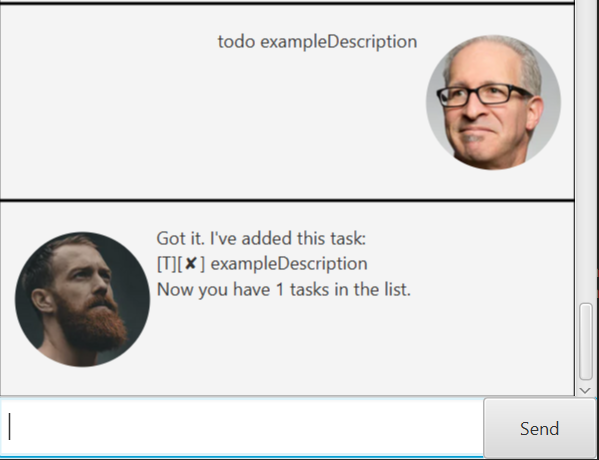 todo exampleDescription
Got it. I've added this task:
[T][✘] exampleDescription
Now you have 1 tasks in the list.
Send